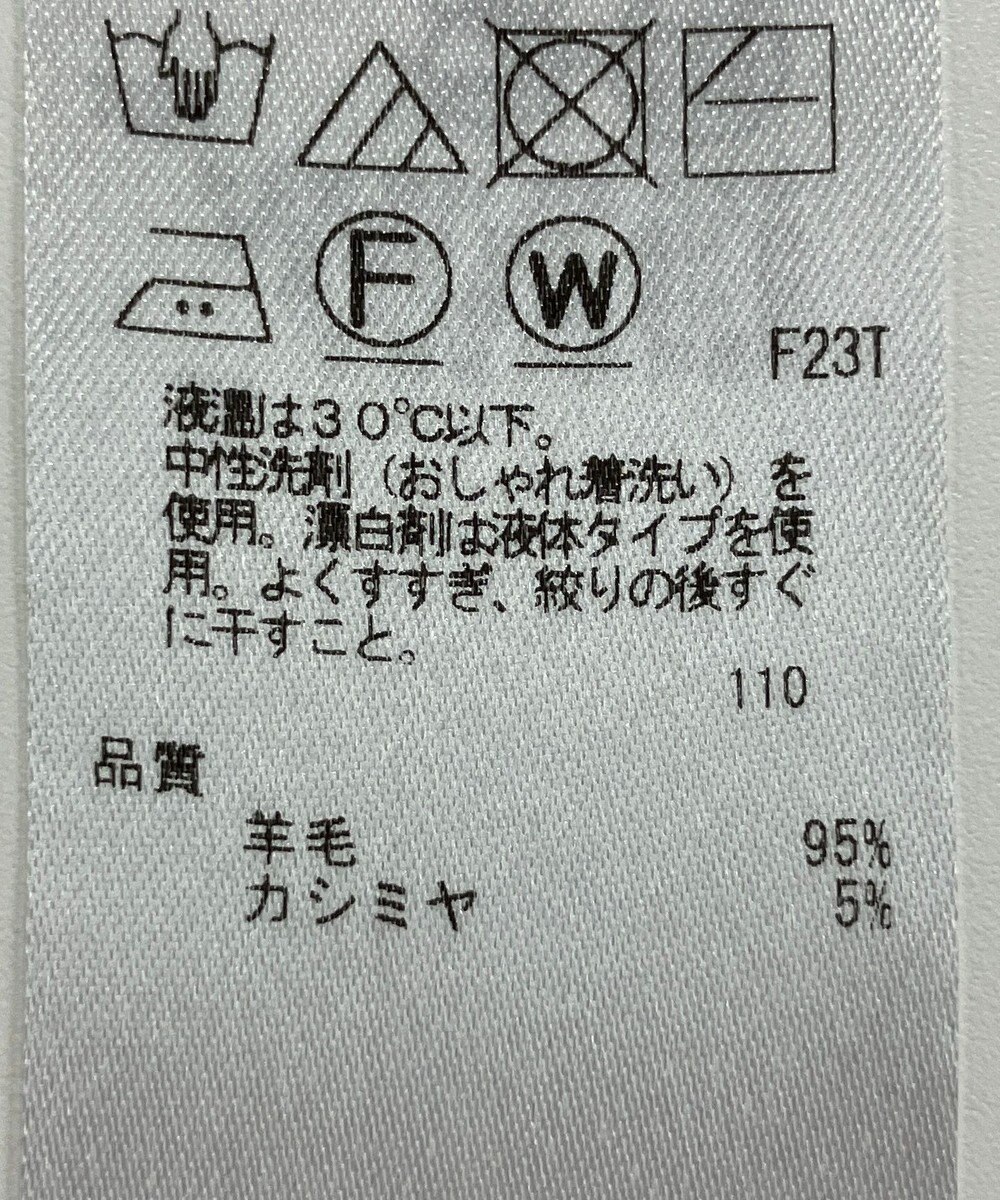 F
W
F23T
液温は30℃以下。
中性洗剤（おしゃれ着洗い）を
使用。漂白剤は液体タイプを使
用。よくすすぎ、絞りの後すぐ
に干すこと。
110
品質
羊毛 95%
カシミヤ 5%